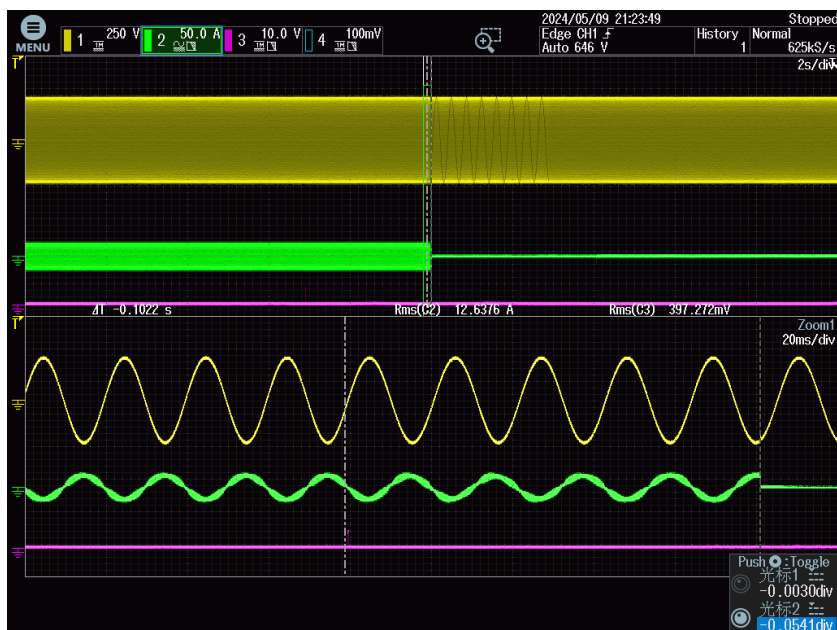 2024/05/09 21:23:49 Stopped
MENU
1 250 V
2 50.0 A
3 10.0 V
4 100mV
Edge CH1
Auto 646 V
History
1
Normal
625kS/s
2s/div
ΔT -0.1022 s
Rms(C2) 12.6376 A
Rms(C3) 397.272mV
Zoom1
20ms/div
Push :Toggle
光标1
-0.0030div
光标2
-0.0541div